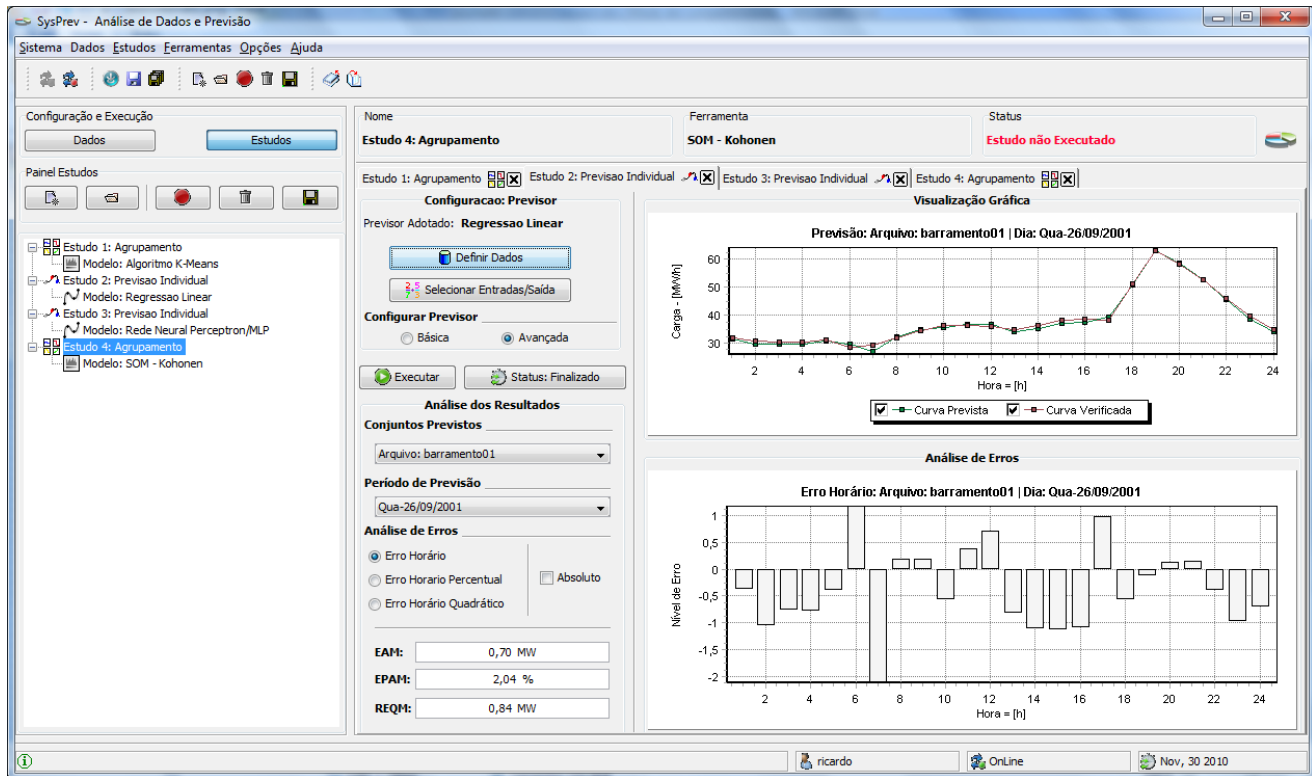 SysPrev - Análise de Dados e Previsão
Sistema Dados Estudos Ferramentas Opções Ajuda
Configuração e Execução
Dados Estudos
Painel Estudos
Estudo 1: Agrupamento
Modelo: Algoritmo K-Means
Estudo 2: Previsao Individual
Modelo: Regressao Linear
Estudo 3: Previsao Individual
Modelo: Rede Neural Perceptron/MLP
Estudo 4: Agrupamento
Modelo: SOM - Kohonen
Nome
Estudo 4: Agrupamento
Ferramenta
SOM - Kohonen
Status
Estudo não Executado
Estudo 1: Agrupamento Estudo 2: Previsao Individual Estudo 3: Previsao Individual Estudo 4: Agrupamento
Configuracao: Previsor
Previsor Adotado: Regressao Linear
Definir Dados
Selecionar Entradas/Saída
Configurar Previsor
Básica Avançada
Executar Status: Finalizado
Análise dos Resultados
Conjuntos Previstos
Arquivo: barramento01
Período de Previsão
Qua-26/09/2001
Análise de Erros
Erro Horário
Erro Horario Percentual
Erro Horário Quadrático
Absoluto
EAM: 0,70 MW
EPAM: 2,04 %
REQM: 0,84 MW
Visualização Gráfica
Previsão: Arquivo: barramento01 | Dia: Qua-26/09/2001
Carga - [MW/h]
60
50
40
30
2 4 6 8 10 12 14 16 18 20 22 24
Hora = [h]
Curva Prevista Curva Verificada
Análise de Erros
Erro Horário: Arquivo: barramento01 | Dia: Qua-26/09/2001
Nível de Erro
1
0,5
0
-0,5
-1
-1,5
-2
2 4 6 8 10 12 14 16 18 20 22 24
Hora = [h]
ricardo OnLine Nov, 30 2010